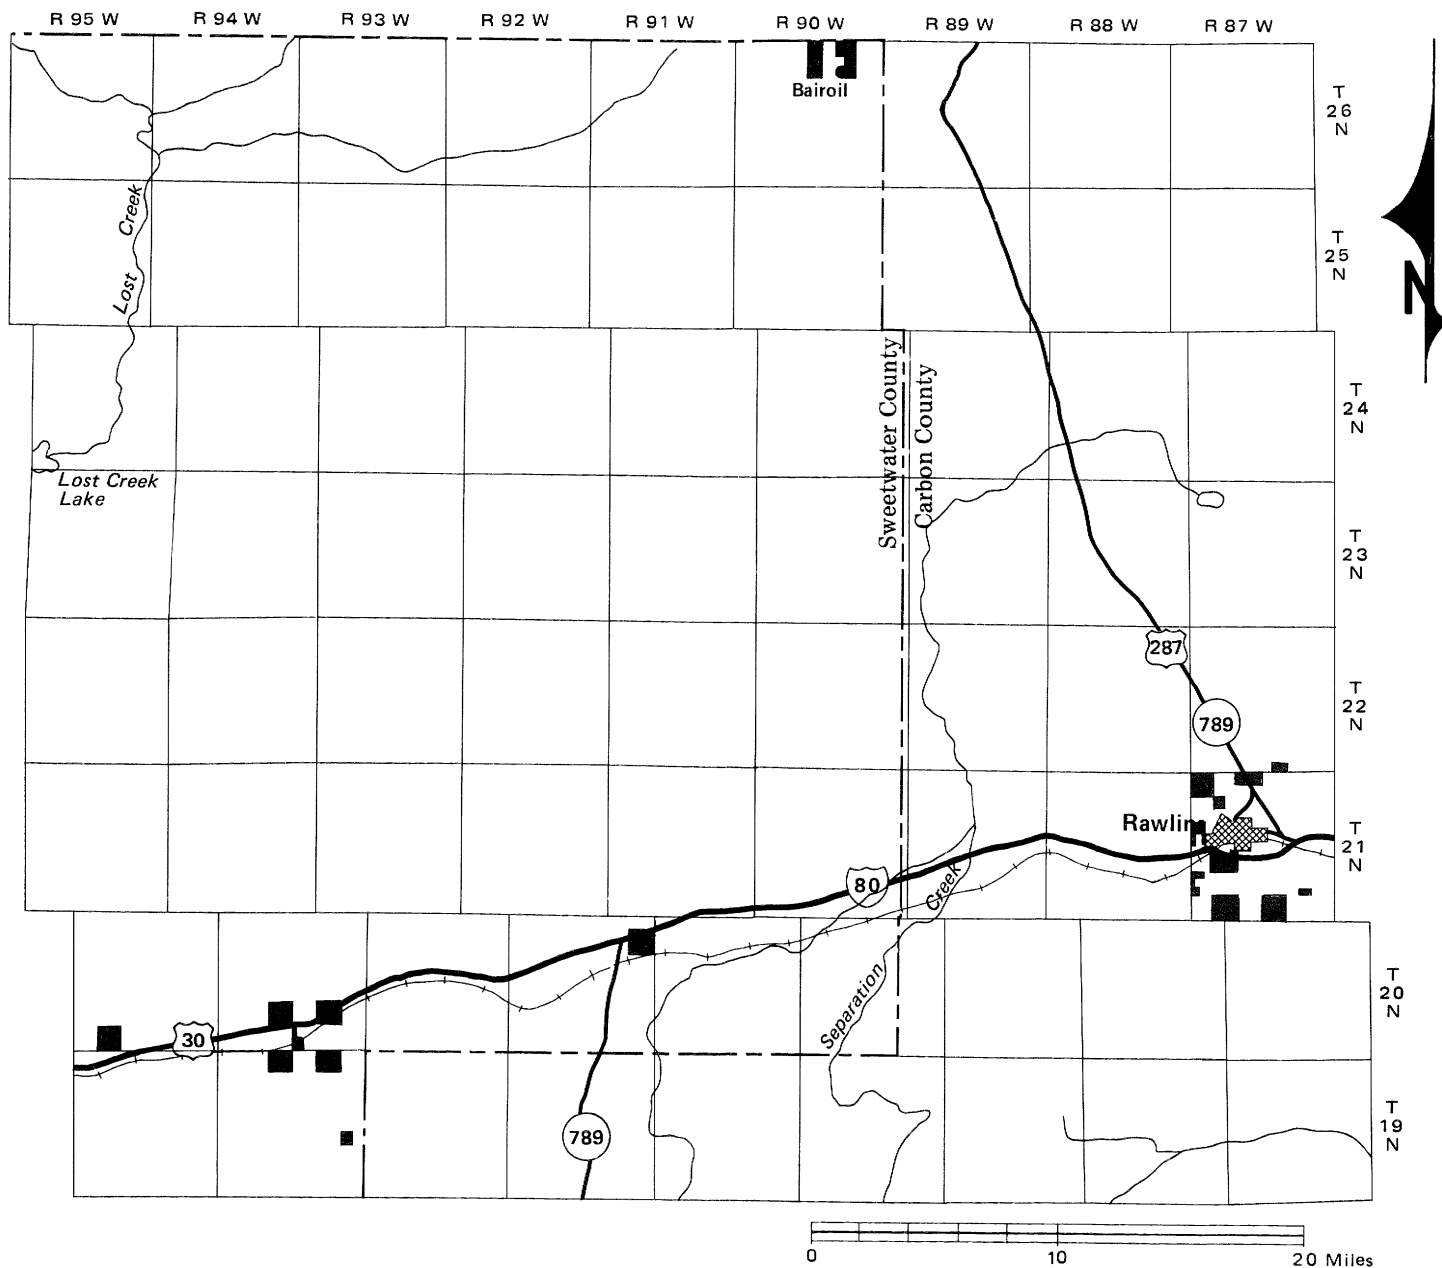 R 95 W R 94 W R 93 W R 92 W R 91 W R 90 W R 89 W R 88 W R 87 W
Bairoil
T
26
N
Lost Creek
T
25
N
N
Sweetwater County
Carbon County
T
24
N
Lost Creek
Lake
T
23
N
287
T
22
N
789
Rawlin
T
21
N
80
Separation Creek
T
20
N
30
789
T
19
N
0 10 20 Miles